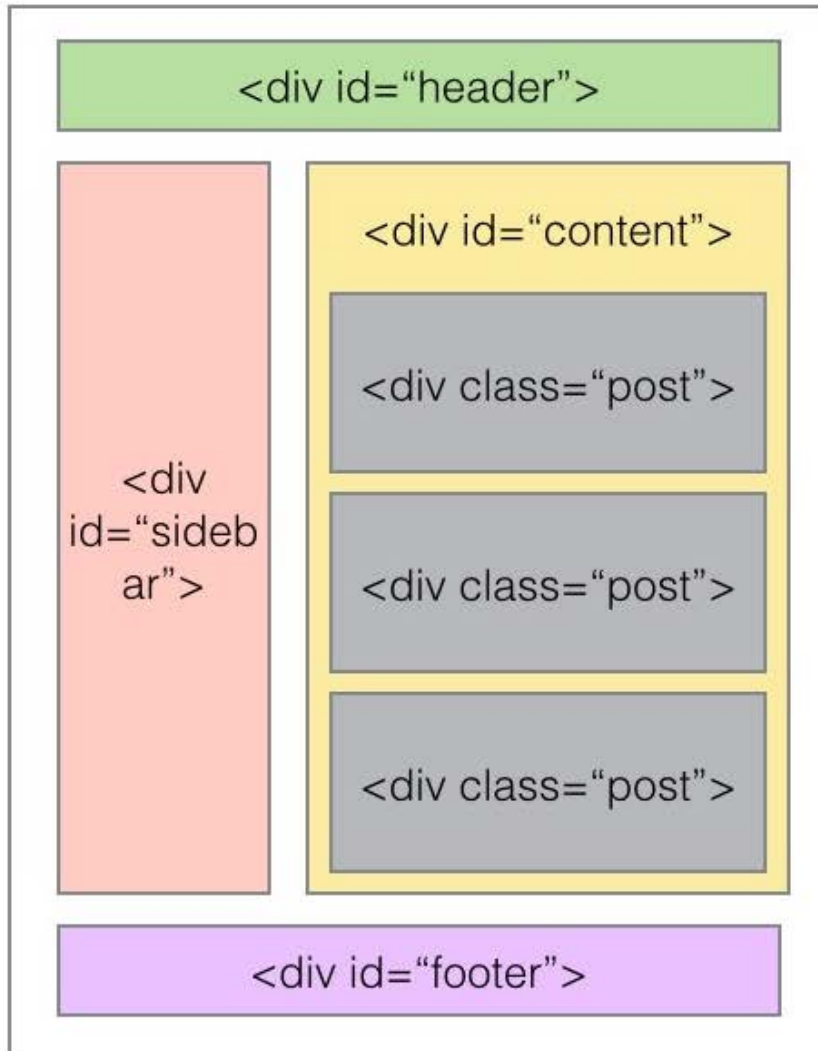 <div id=“header”>
<div
id=“sideb
ar”>
<div id=“content”>
<div class=“post”>
<div class=“post”>
<div class=“post”>
<div id=“footer”>